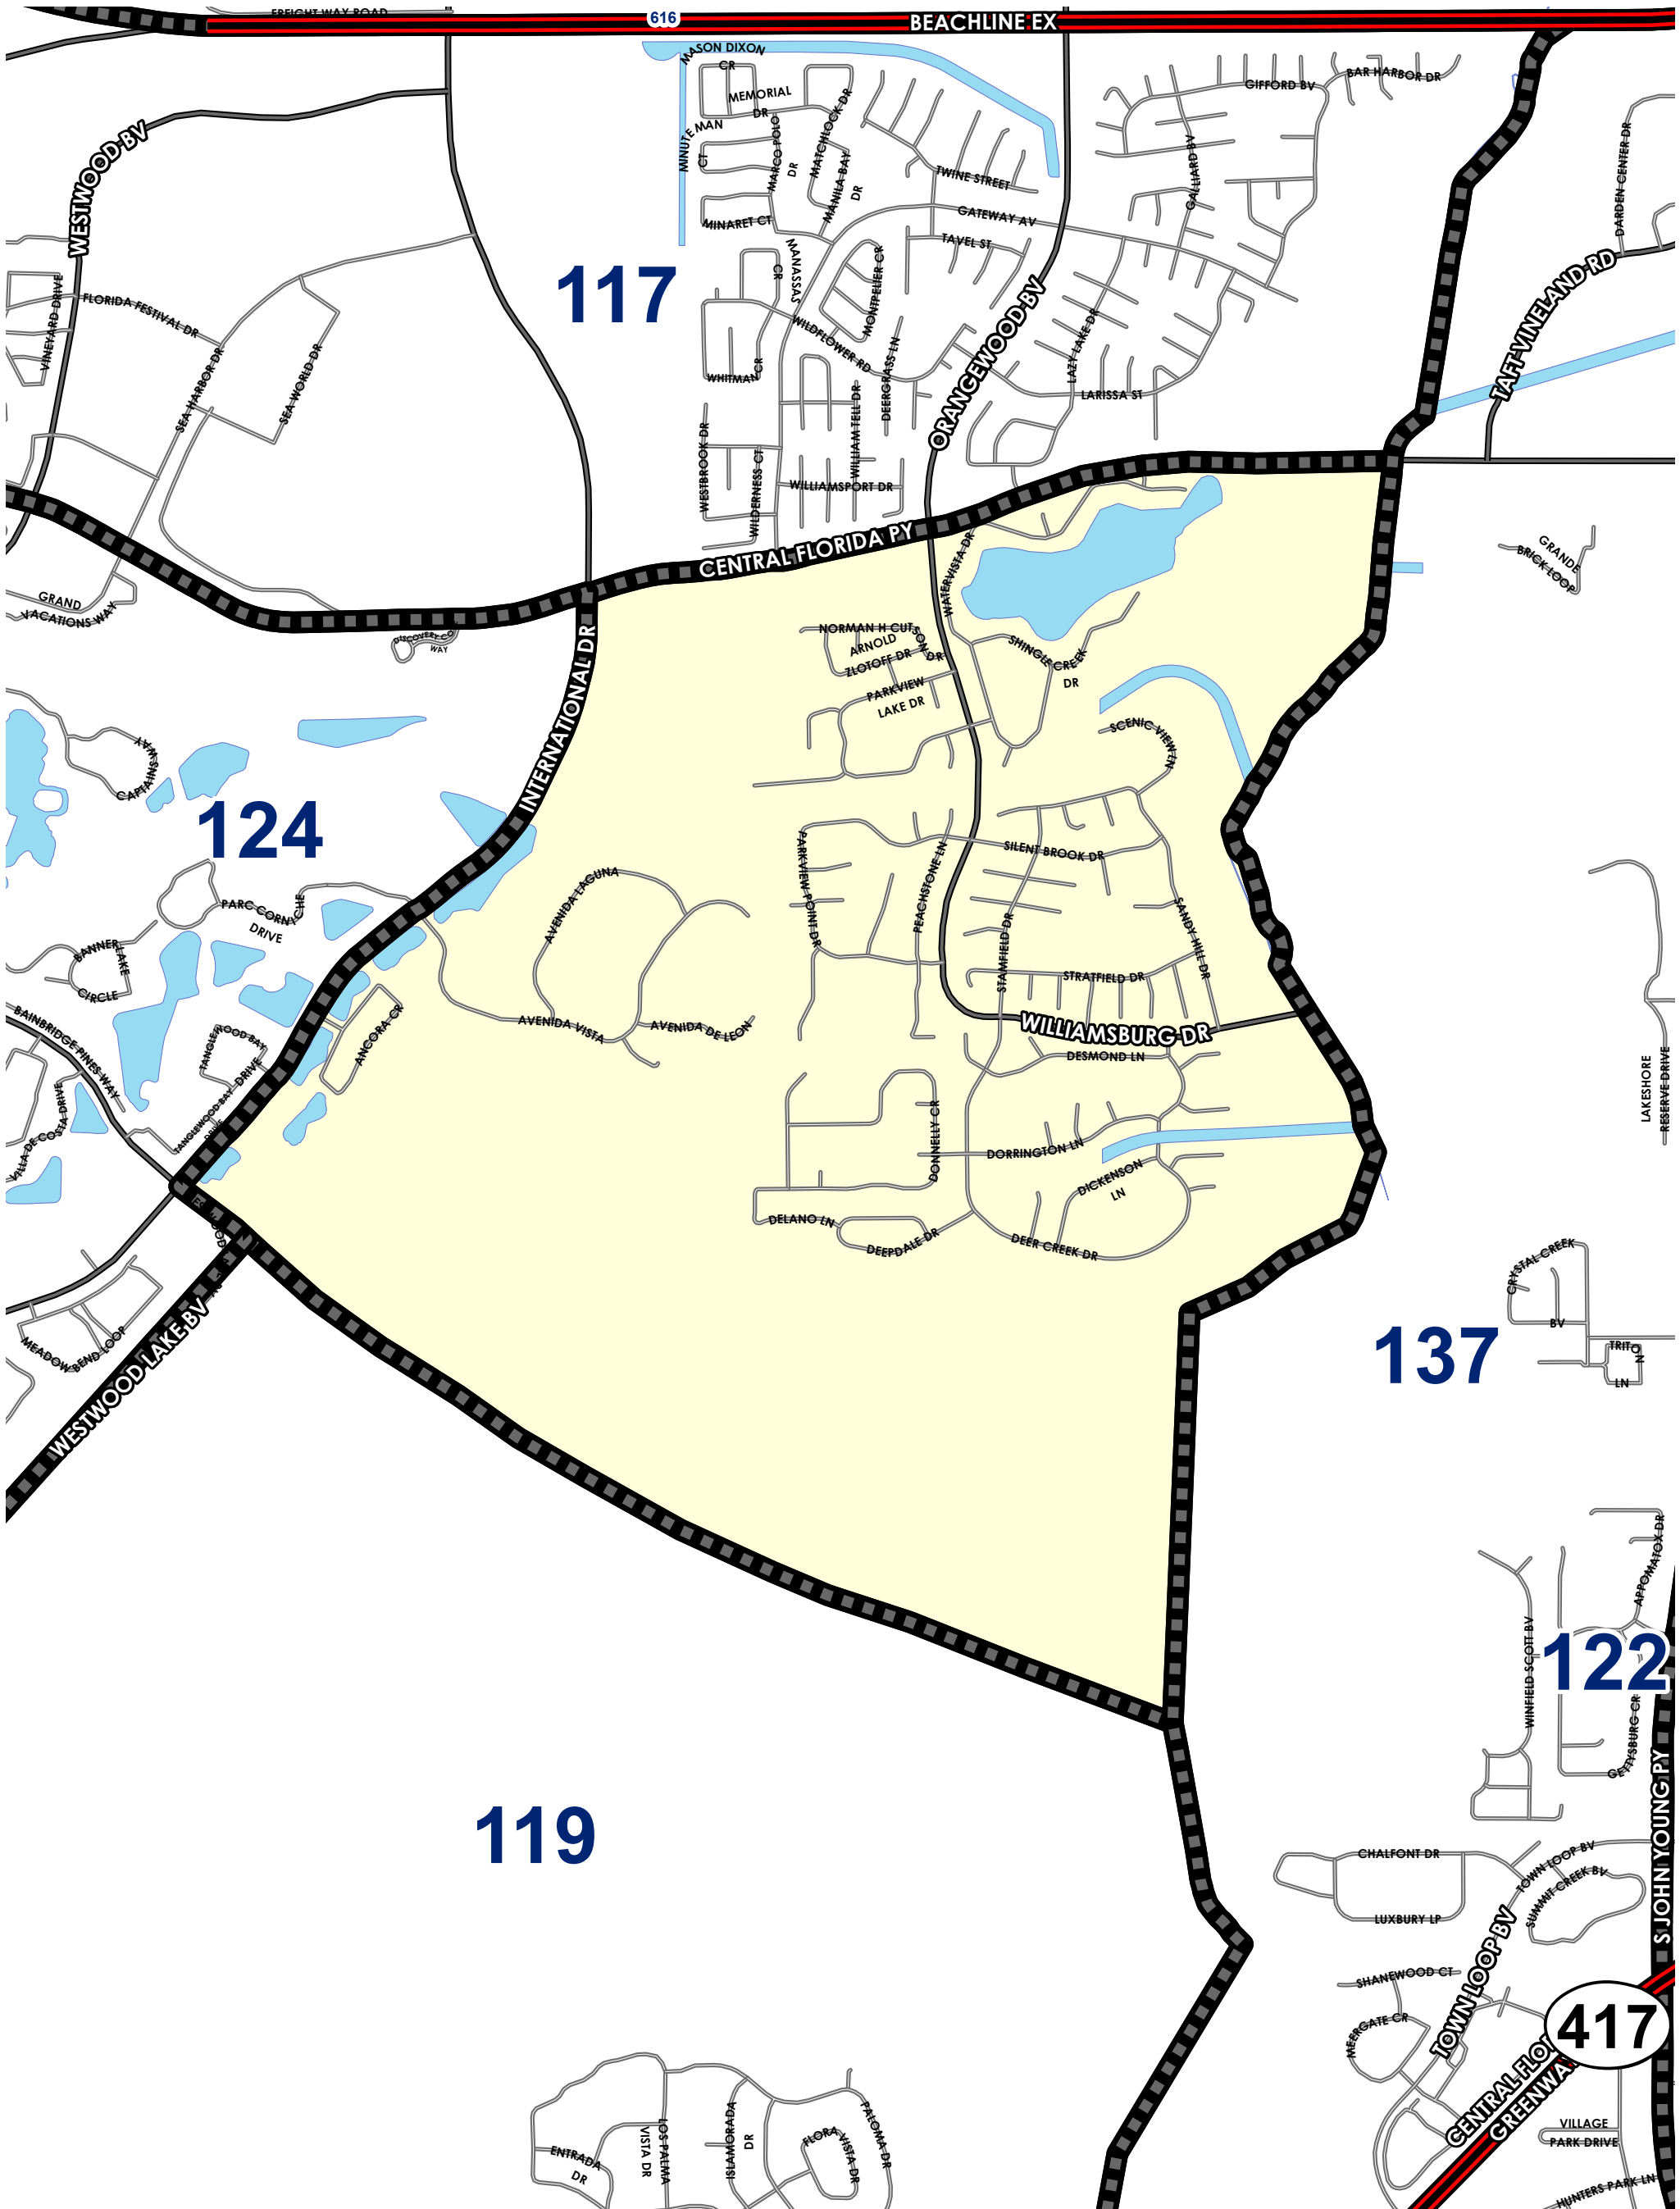 FREIGHT WAY ROAD
616
BEACHLINE EX
MASON DIXON
CR
BAR HARBOR DR
GIFFORD BV
MEMORIAL
DR
MINUTE MAN
CT
MARCO POLO
DR
MATCHLOCK DR
MANILA BAY
DR
WESTWOOD BV
TWINE STREET
GALLIARD BV
DARDEN CENTER DR
MINARET CT
GATEWAY AV
TAVEL ST
MANASSAS
CR
MONTPELIER CR
117
TAFT-VINELAND RD
VINEYARD DRIVE
FLORIDA FESTIVAL DR
SEA HARBOR DR
SEA WORLD DR
WILDFLOWER RD
WHITMAN CR
DEERGRASS LN
ORANGEWOOD BV
LAZY LAKE DR
LARISSA ST
WESTBROOK DR
WILDERNESS CT
WILLIAM TELL DR
WILLIAMSPORT DR
CENTRAL FLORIDA PY
WATERVISTA DR
GRANDE
BRICK LOOP
GRAND
VACATIONS WAY
DISCOVERY CO
WAY
INTERNATIONAL DR
NORMAN H CUTSON DR
ARNOLD
ZLOTOFF DR
PARKVIEW
LAKE DR
SHINGLE CREEK
DR
SCENIC VIEW LN
CAPTAINS WAY
124
SILENT BROOK DR
PARKVIEW POINT DR
PEACHSTONE LN
AVENIDA LAGUNA
PARC CORNICHE
DRIVE
BANNER
LAKE
CIRCLE
STAMFIELD DR
SANDY HILL DR
STRATFIELD DR
AVENIDA VISTA
AVENIDA DE LEON
ANCORA CR
WILLIAMSBURG DR
DESMOND LN
BAINBRIDGE PINES WAY
TANGLEWOOD BAY
DRIVE
TANGLEWOOD BAY
DRIVE
VILLA DE COSTA DRIVE
LAKESHORE
RESERVE DRIVE
DONNELLY CR
DORRINGTON LN
DICKENSON
LN
DELANO LN
DEEPDALE DR
DEER CREEK DR
WESTWOOD LAKE BV
MEADOW BEND LOOP
CRYSTAL CREEK
BV
TRITON
LN
137
APPOMATOX DR
WINFIELD SCOTT BV
122
GETTYSBURG CR
S JOHN YOUNG PY
119
CHALFONT DR
TOWN LOOP BV
SUMMIT CREEK BV
LUXBURY LP
TOWN LOOP BV
SHANEWOOD CT
MEERGATE CR
417
CENTRAL FLO
GREENWA
VILLAGE
PARK DRIVE
HUNTERS PARK LN
ENTRADA
DR
LOS PALMA
VISTA DR
ISLAMORADA
DR
FLORA
VISTA DR
PALOMA DR